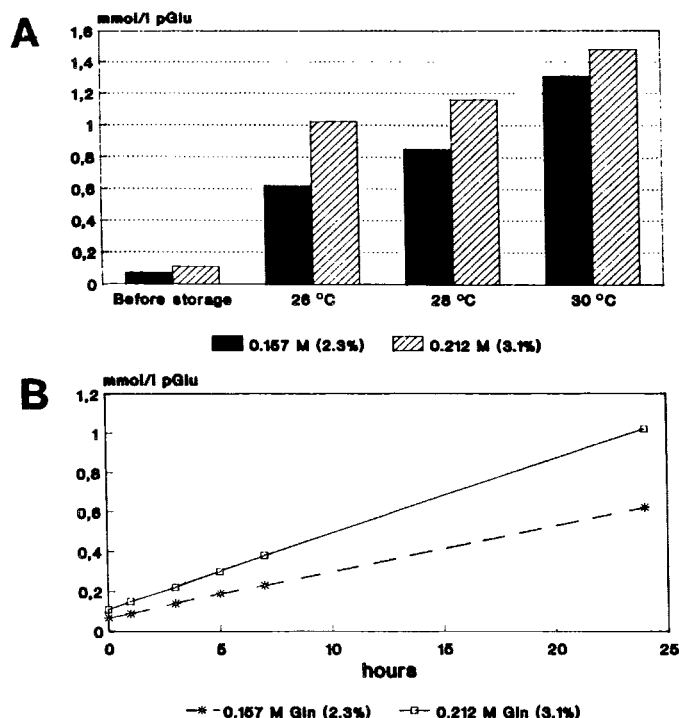 A
mmol/l pGlu
1,6
1,4
1,2
1
0,8
0,6
0,4
0,2
0
Before storage 26 °C 28 °C 30 °C
0.157 M (2.3%) 0.212 M (3.1%)
B
mmol/l pGlu
1,2
1
0,8
0,6
0,4
0,2
0
0 5 10 15 20 25
hours
0.157 M Gln (2.3%) 0.212 M Gln (3.1%)